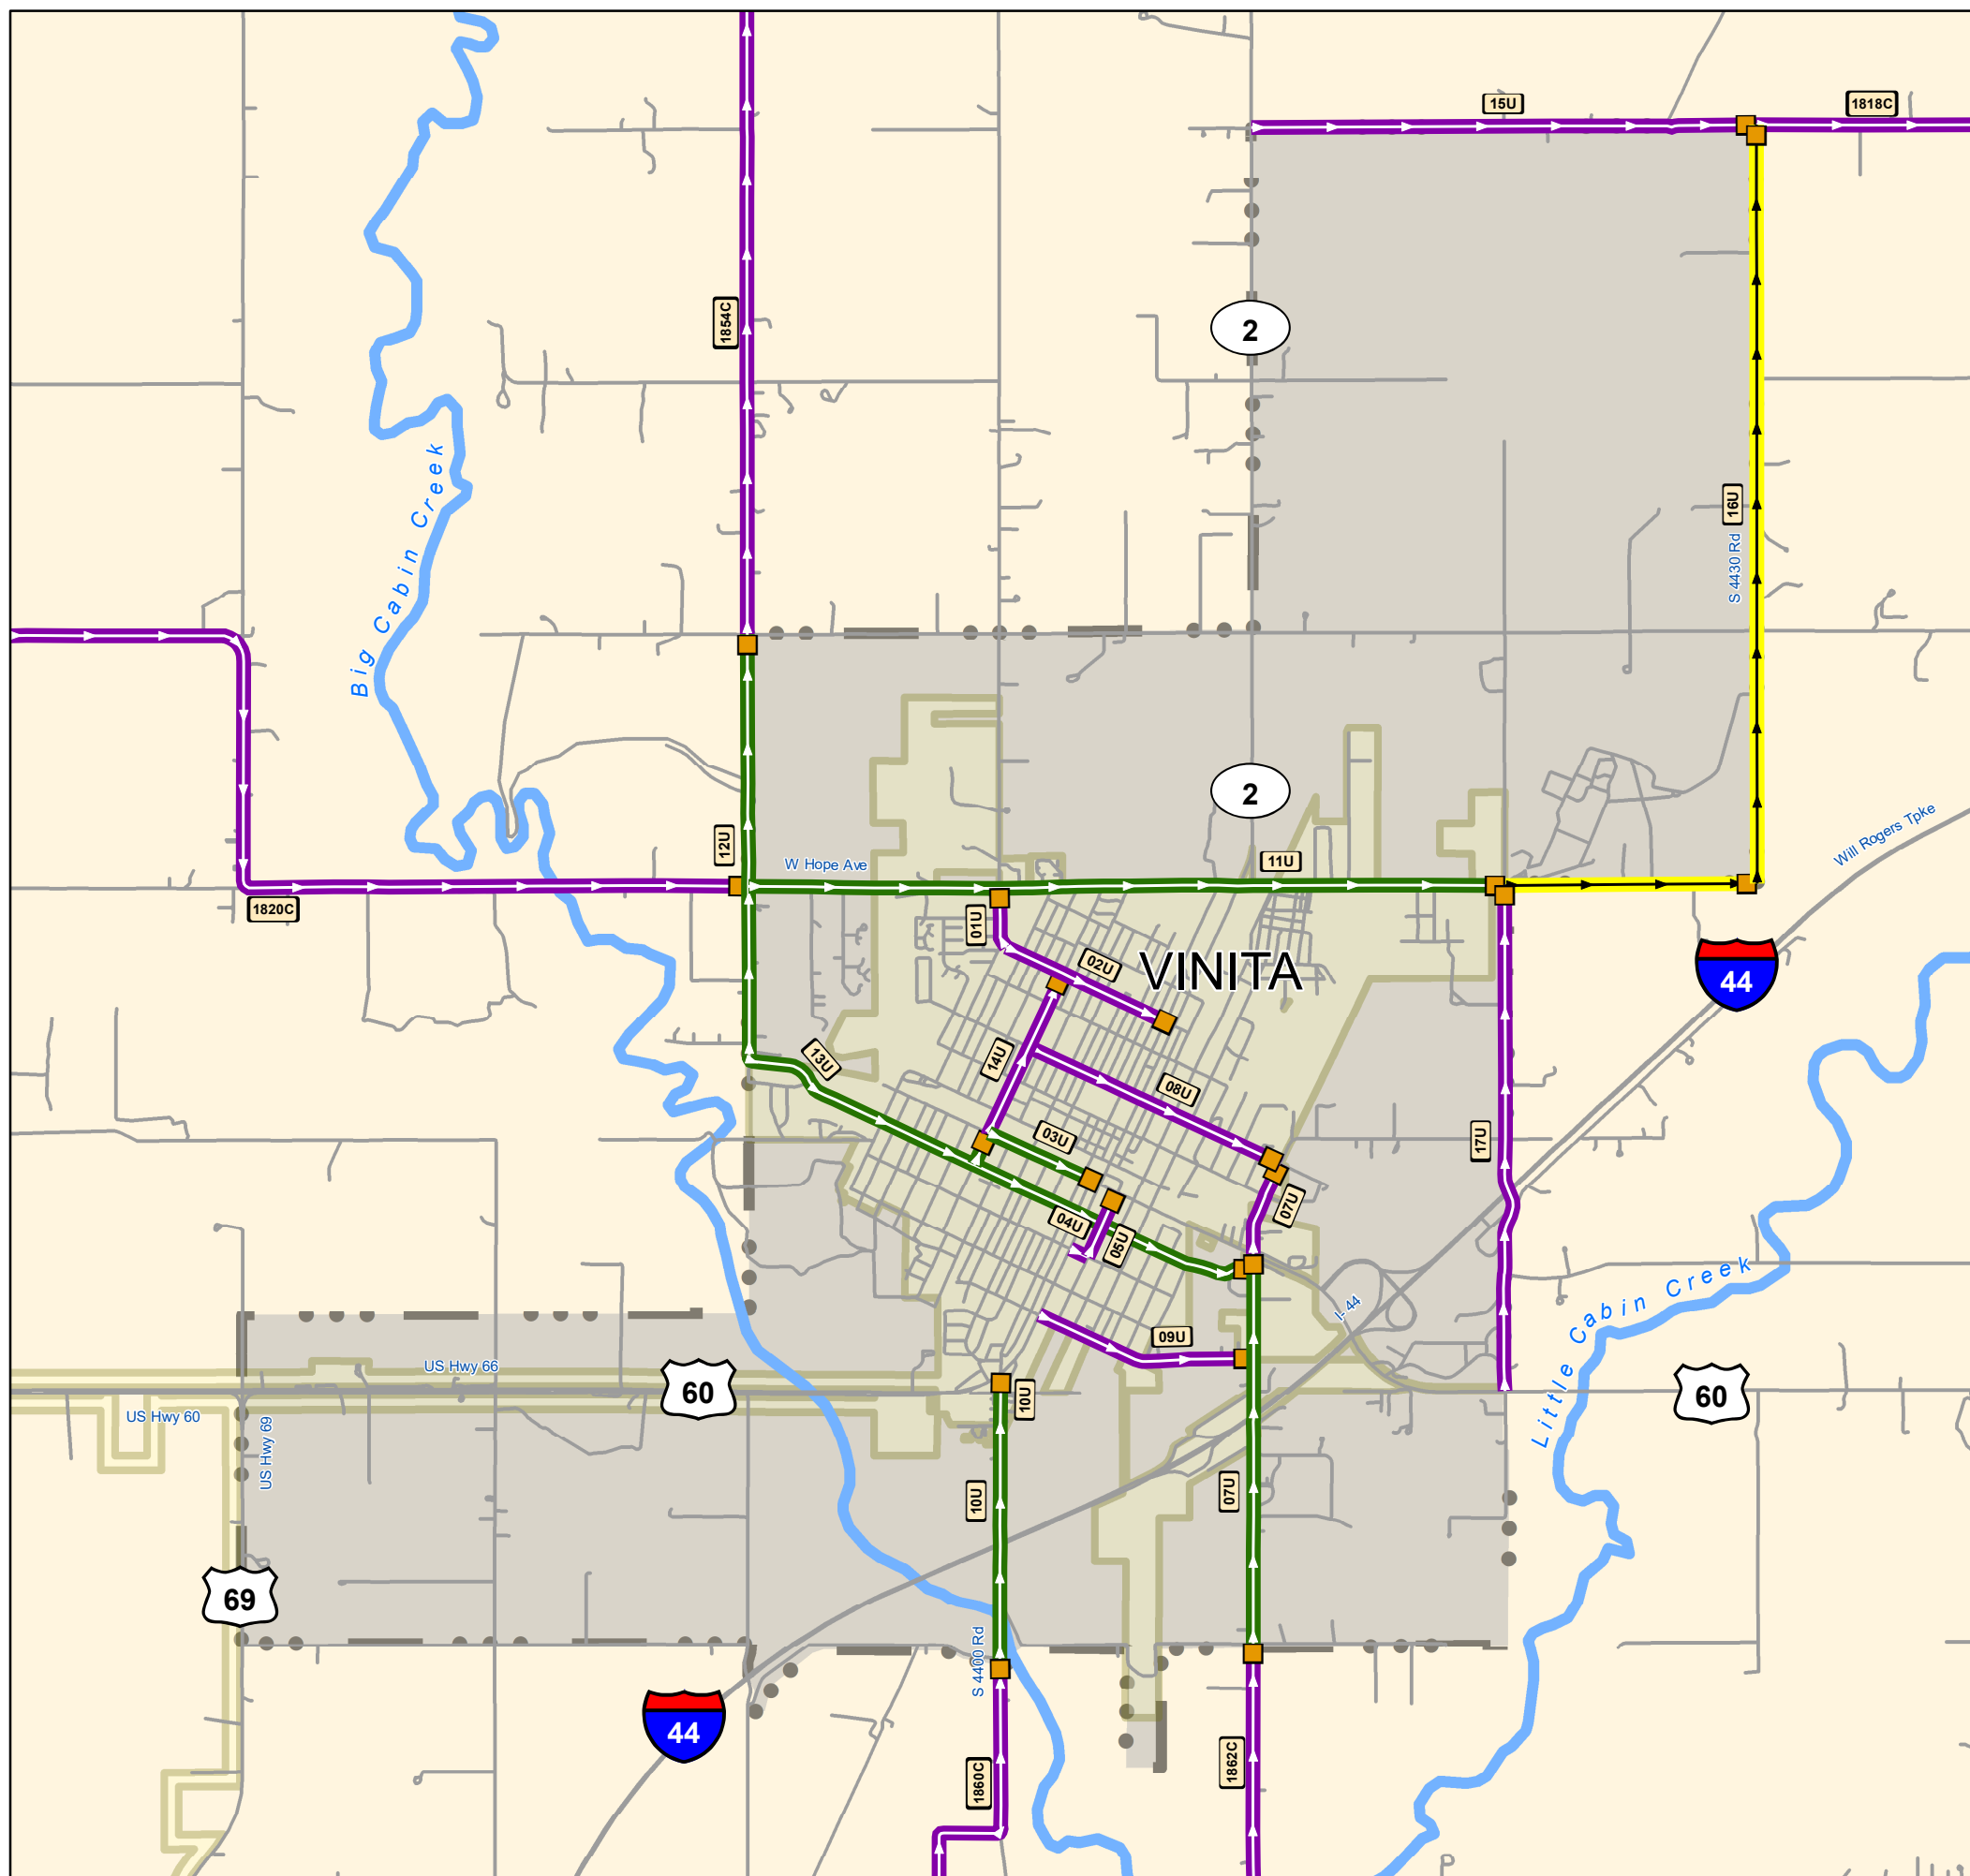 15U
1818C
1854C
2
16U
S 4430 Rd
Big Cabin Creek
2
12U
W Hope Ave
11U
Will Rogers Tpke
1820C
01U
02U
VINITA
44
13U
14U
08U
03U
17U
04U
05U
07U
Little Cabin Creek
I- 44
09U
US Hwy 66
60
60
US Hwy 60
US Hwy 69
10U
10U
07U
69
S 4400 Rd
44
1860C
1862C